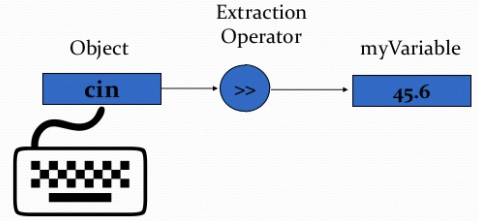 Extraction
Operator
Object
myVariable
cin
>>
45.6